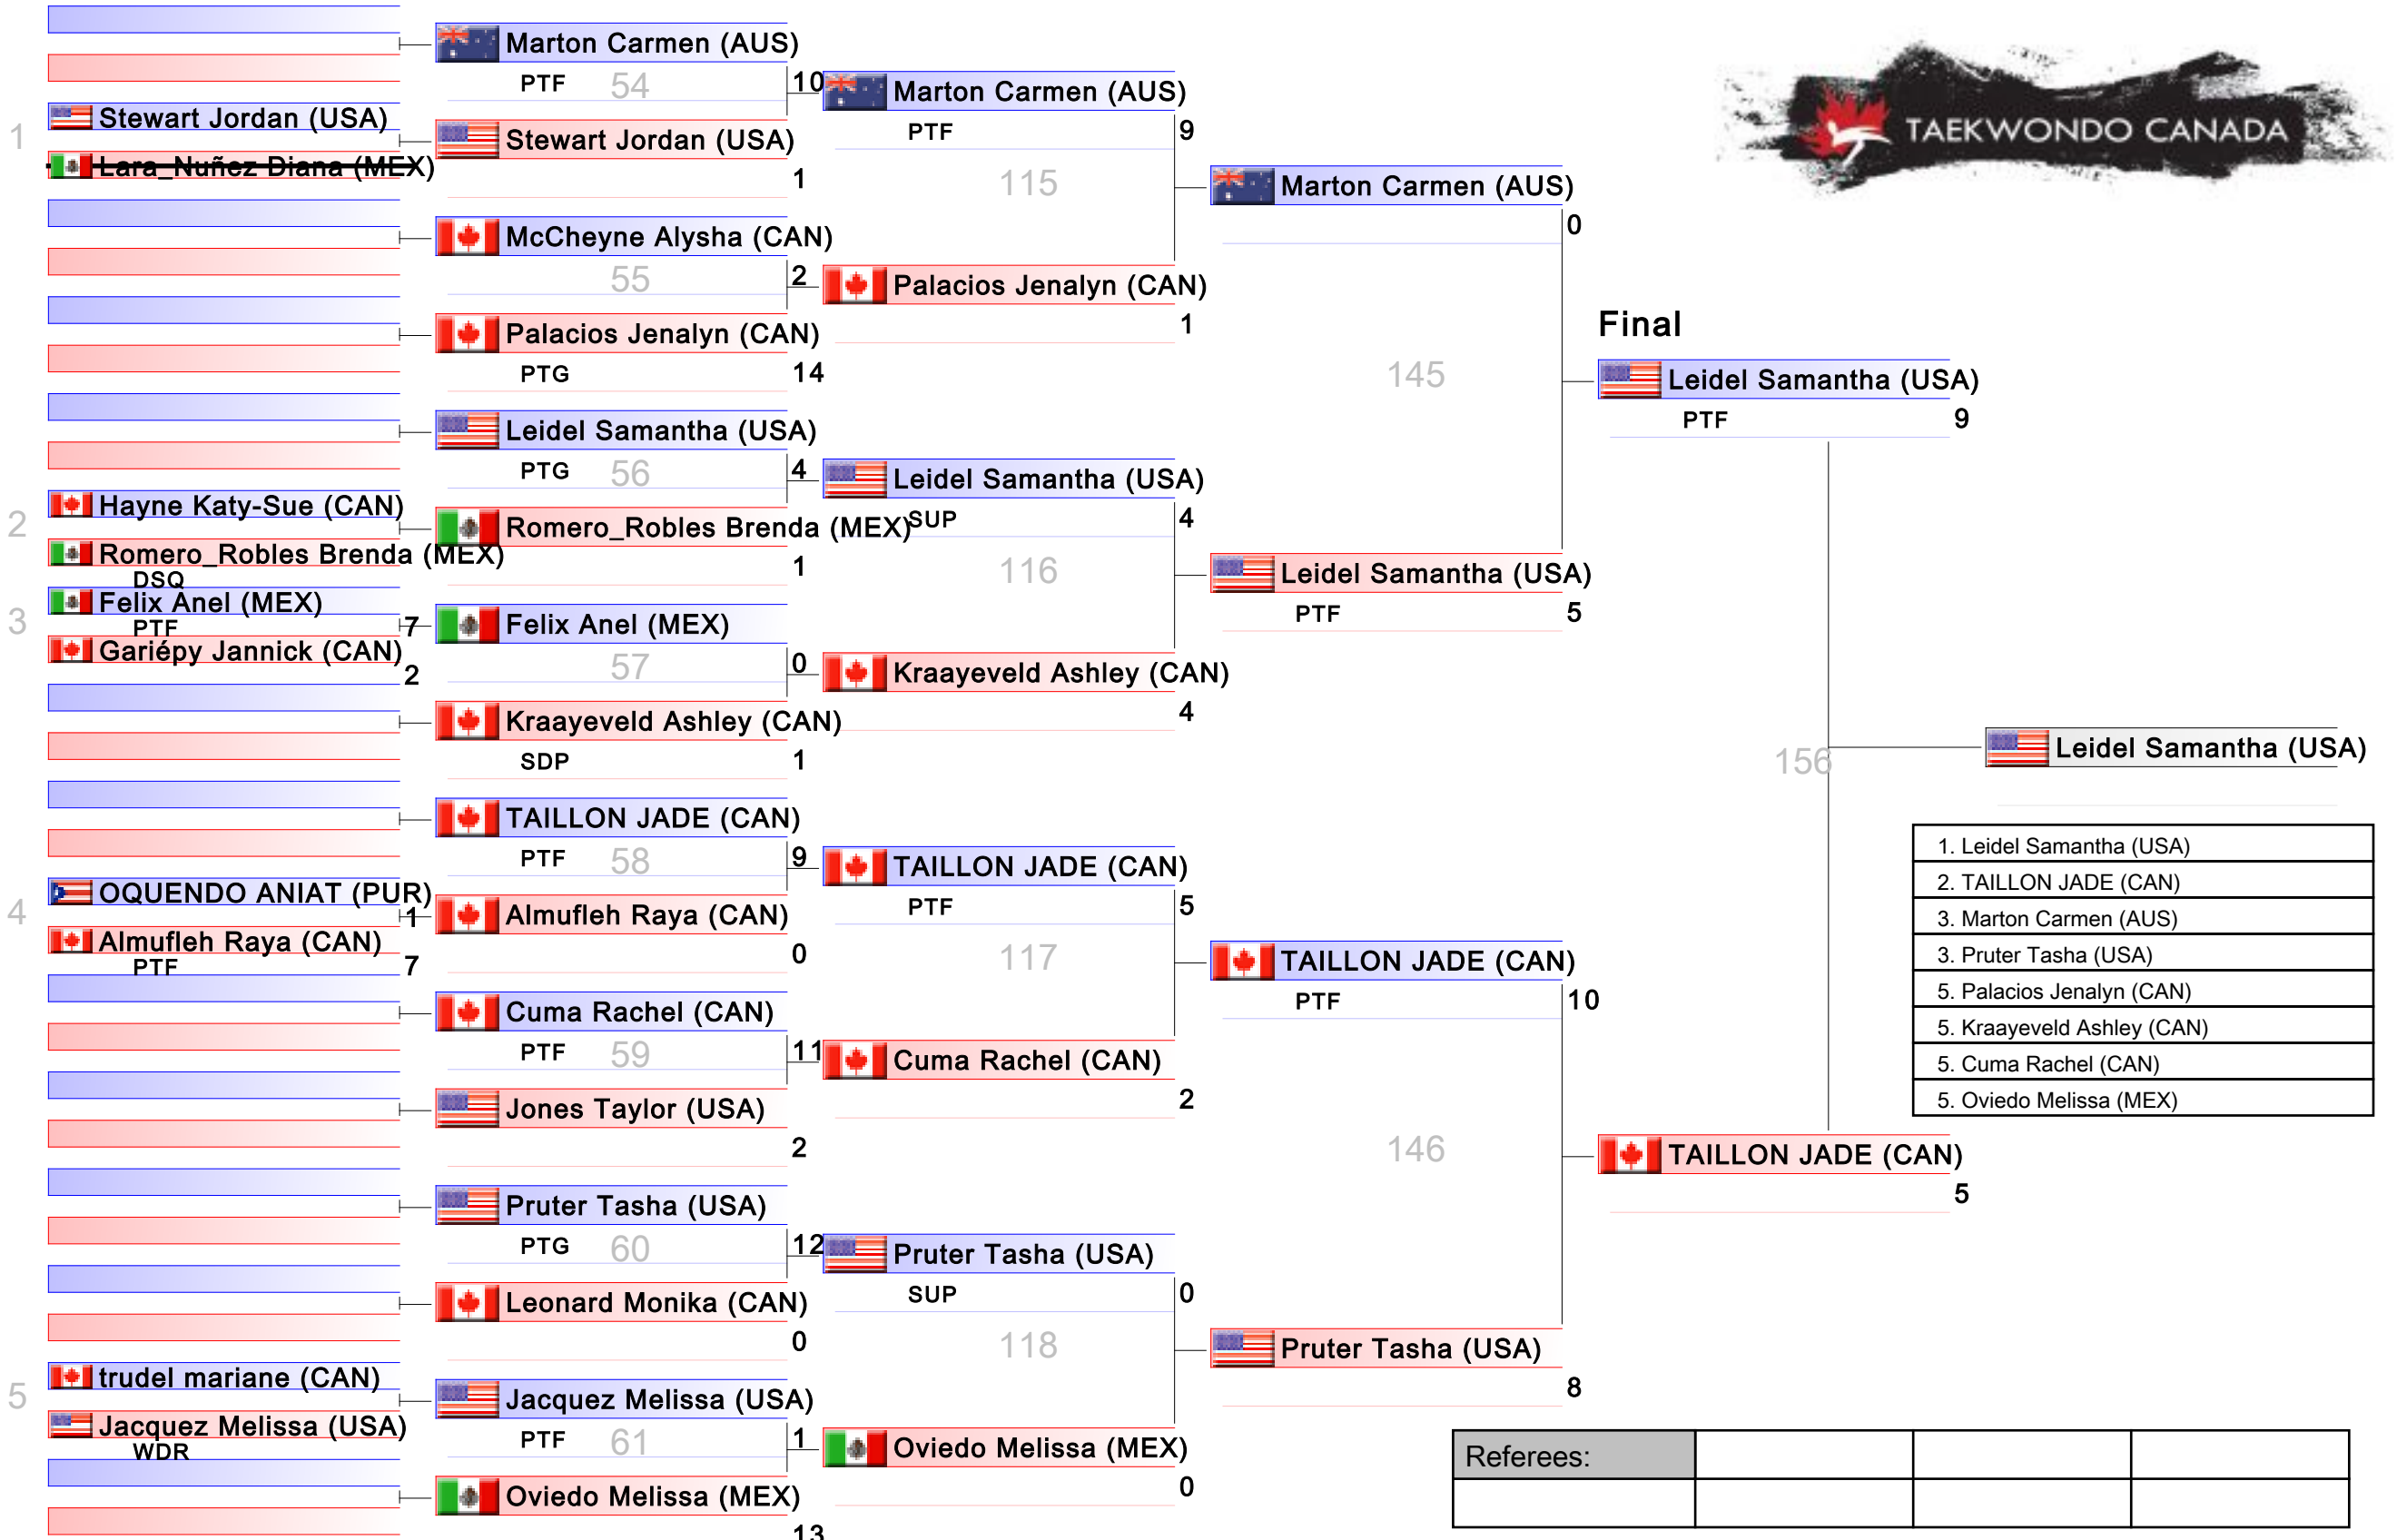 1
Stewart Jordan (USA)
Lara_Nuñez Diana (MEX)
2
Hayne Katy-Sue (CAN)
Romero_Robles Brenda (MEX)
DSQ
3
Felix Anel (MEX)
PTF 7
Gariépy Jannick (CAN)
2
4
OQUENDO ANIAT (PUR)
1
Almufleh Raya (CAN)
PTF 7
5
trudel mariane (CAN)
Jacquez Melissa (USA)
WDR
Marton Carmen (AUS)
PTF 54 10
Stewart Jordan (USA)
1
McCheyne Alysha (CAN)
55 2
Palacios Jenalyn (CAN)
PTG 14
Leidel Samantha (USA)
PTG 56 4
Romero_Robles Brenda (MEX)
1
Felix Anel (MEX)
57 0
Kraayeveld Ashley (CAN)
SDP 1
TAILLON JADE (CAN)
PTF 58 9
Almufleh Raya (CAN)
0
Cuma Rachel (CAN)
PTF 59 11
Jones Taylor (USA)
2
Pruter Tasha (USA)
PTG 60 12
Leonard Monika (CAN)
0
Jacquez Melissa (USA)
PTF 61 1
Oviedo Melissa (MEX)
13
Marton Carmen (AUS)
PTF 9
115
Palacios Jenalyn (CAN)
1
Leidel Samantha (USA)
SUP 4
116
Kraayeveld Ashley (CAN)
4
TAILLON JADE (CAN)
PTF 5
117
Cuma Rachel (CAN)
2
Pruter Tasha (USA)
SUP 0
118
Oviedo Melissa (MEX)
0
Marton Carmen (AUS)
0
145
Leidel Samantha (USA)
PTF 5
TAILLON JADE (CAN)
PTF 10
146
Pruter Tasha (USA)
8
TAEKWONDO CANADA
Final
Leidel Samantha (USA)
PTF 9
156
TAILLON JADE (CAN)
5
Leidel Samantha (USA)
1. Leidel Samantha (USA)
2. TAILLON JADE (CAN)
3. Marton Carmen (AUS)
3. Pruter Tasha (USA)
5. Palacios Jenalyn (CAN)
5. Kraayeveld Ashley (CAN)
5. Cuma Rachel (CAN)
5. Oviedo Melissa (MEX)
Referees: